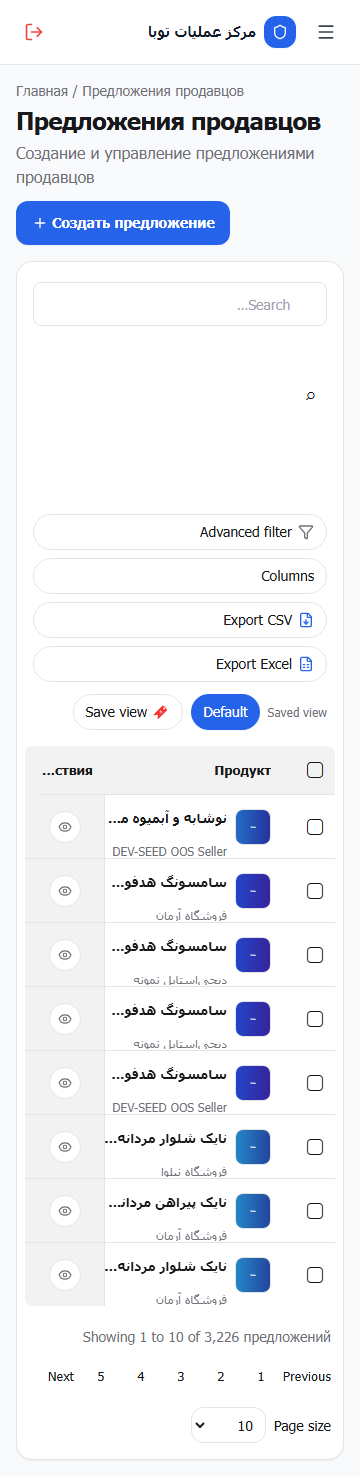 مرکز عملیات توبا
Главная / Предложения продавцов
Предложения продавцов
Создание и управление предложениями
продавцов
+ Создать предложение
Search...
Advanced filter
Columns
Export CSV
Export Excel
Saved view Default Save view
Продукт ...ствия
نوشابه و آبمیوه م...
DEV-SEED OOS Seller
سامسونگ هدفو...
فروشگاه آرمان
سامسونگ هدفو...
دیجی‌استایل نمونه
سامسونگ هدفو...
دیجی‌استایل نمونه
سامسونگ هدفو...
DEV-SEED OOS Seller
نایک شلوار مردانه...
فروشگاه نیلوا
نایک پیراهن مردانـ...
فروشگاه آرمان
نایک شلوار مردانه...
فروشگاه آرمان
Showing 1 to 10 of 3,226 предложений
Previous 1 2 3 4 5 Next
Page size 10